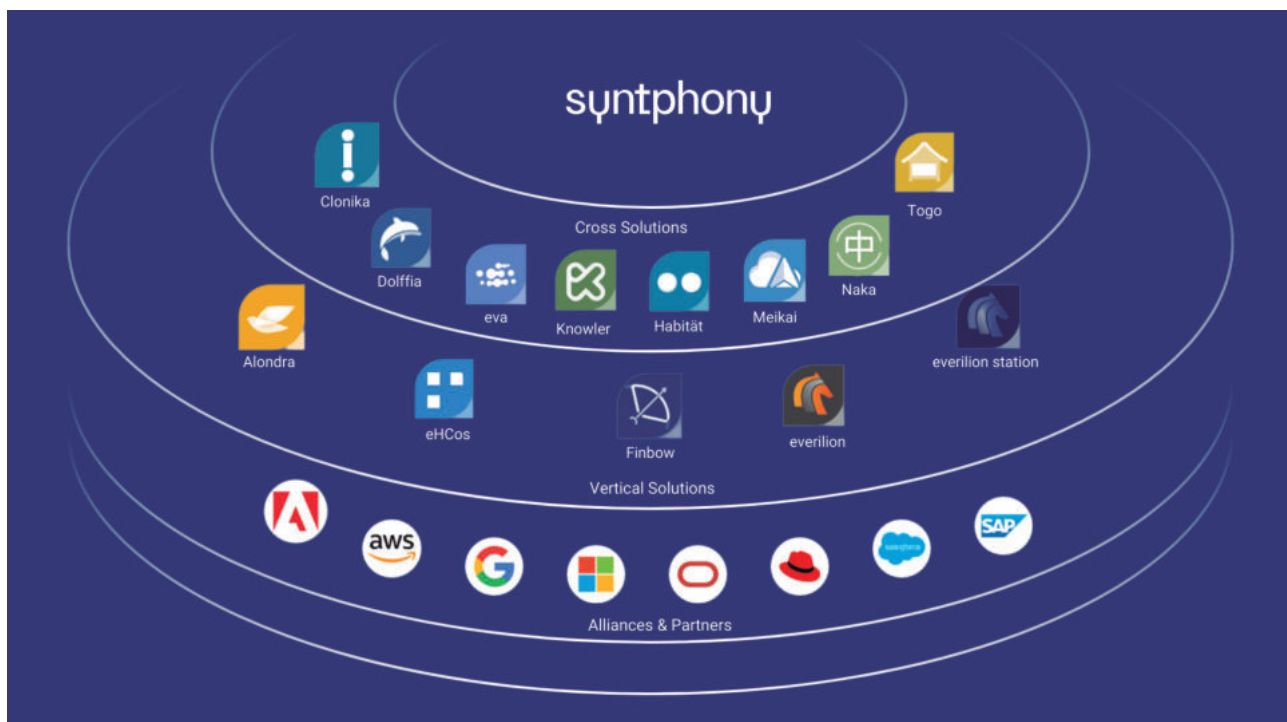 syntphony
Clonika
Togo
Cross Solutions
Dolffia
Naka
eva
Knowler
Habität
Meikai
Alondra
everilion station
eHCos
Finbow
everilion
Vertical Solutions
aws
salesforce
SAP
Alliances & Partners
中